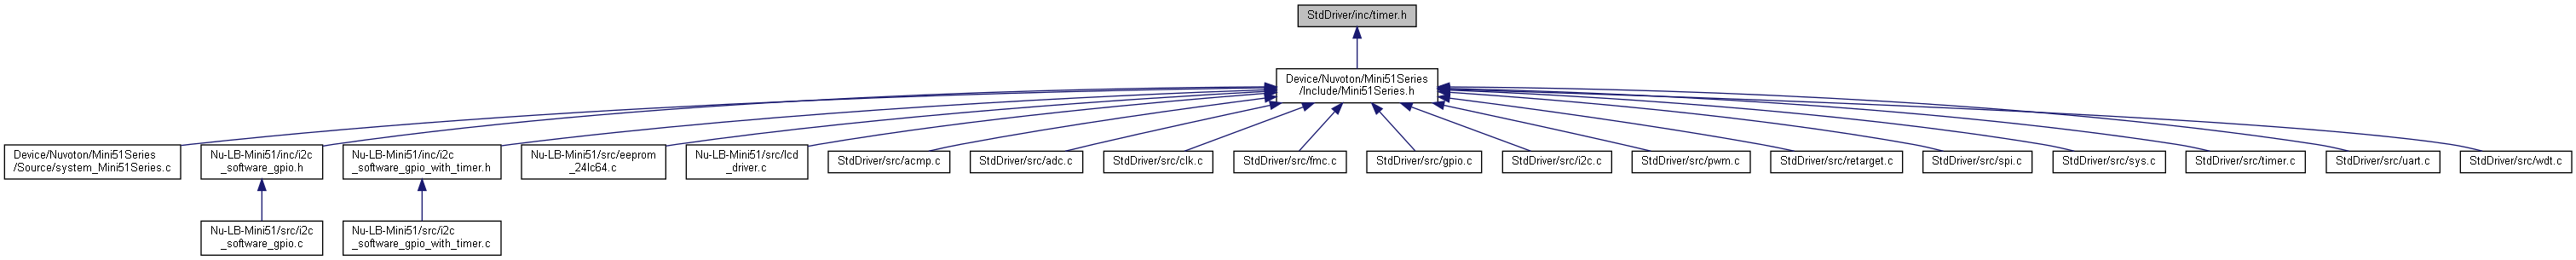 StdDriver/inc/timer.h
Device/Nuvoton/Mini51Series
/Include/Mini51Series.h
Device/Nuvoton/Mini51Series
/Source/system_Mini51Series.c
Nu-LB-Mini51/inc/i2c
_software_gpio.h
Nu-LB-Mini51/inc/i2c
_software_gpio_with_timer.h
Nu-LB-Mini51/src/eeprom
_24lc64.c
Nu-LB-Mini51/src/lcd
_driver.c
StdDriver/src/acmp.c
StdDriver/src/adc.c
StdDriver/src/clk.c
StdDriver/src/fmc.c
StdDriver/src/gpio.c
StdDriver/src/i2c.c
StdDriver/src/pwm.c
StdDriver/src/retarget.c
StdDriver/src/spi.c
StdDriver/src/sys.c
StdDriver/src/timer.c
StdDriver/src/uart.c
StdDriver/src/wdt.c
Nu-LB-Mini51/src/i2c
_software_gpio.c
Nu-LB-Mini51/src/i2c
_software_gpio_with_timer.c